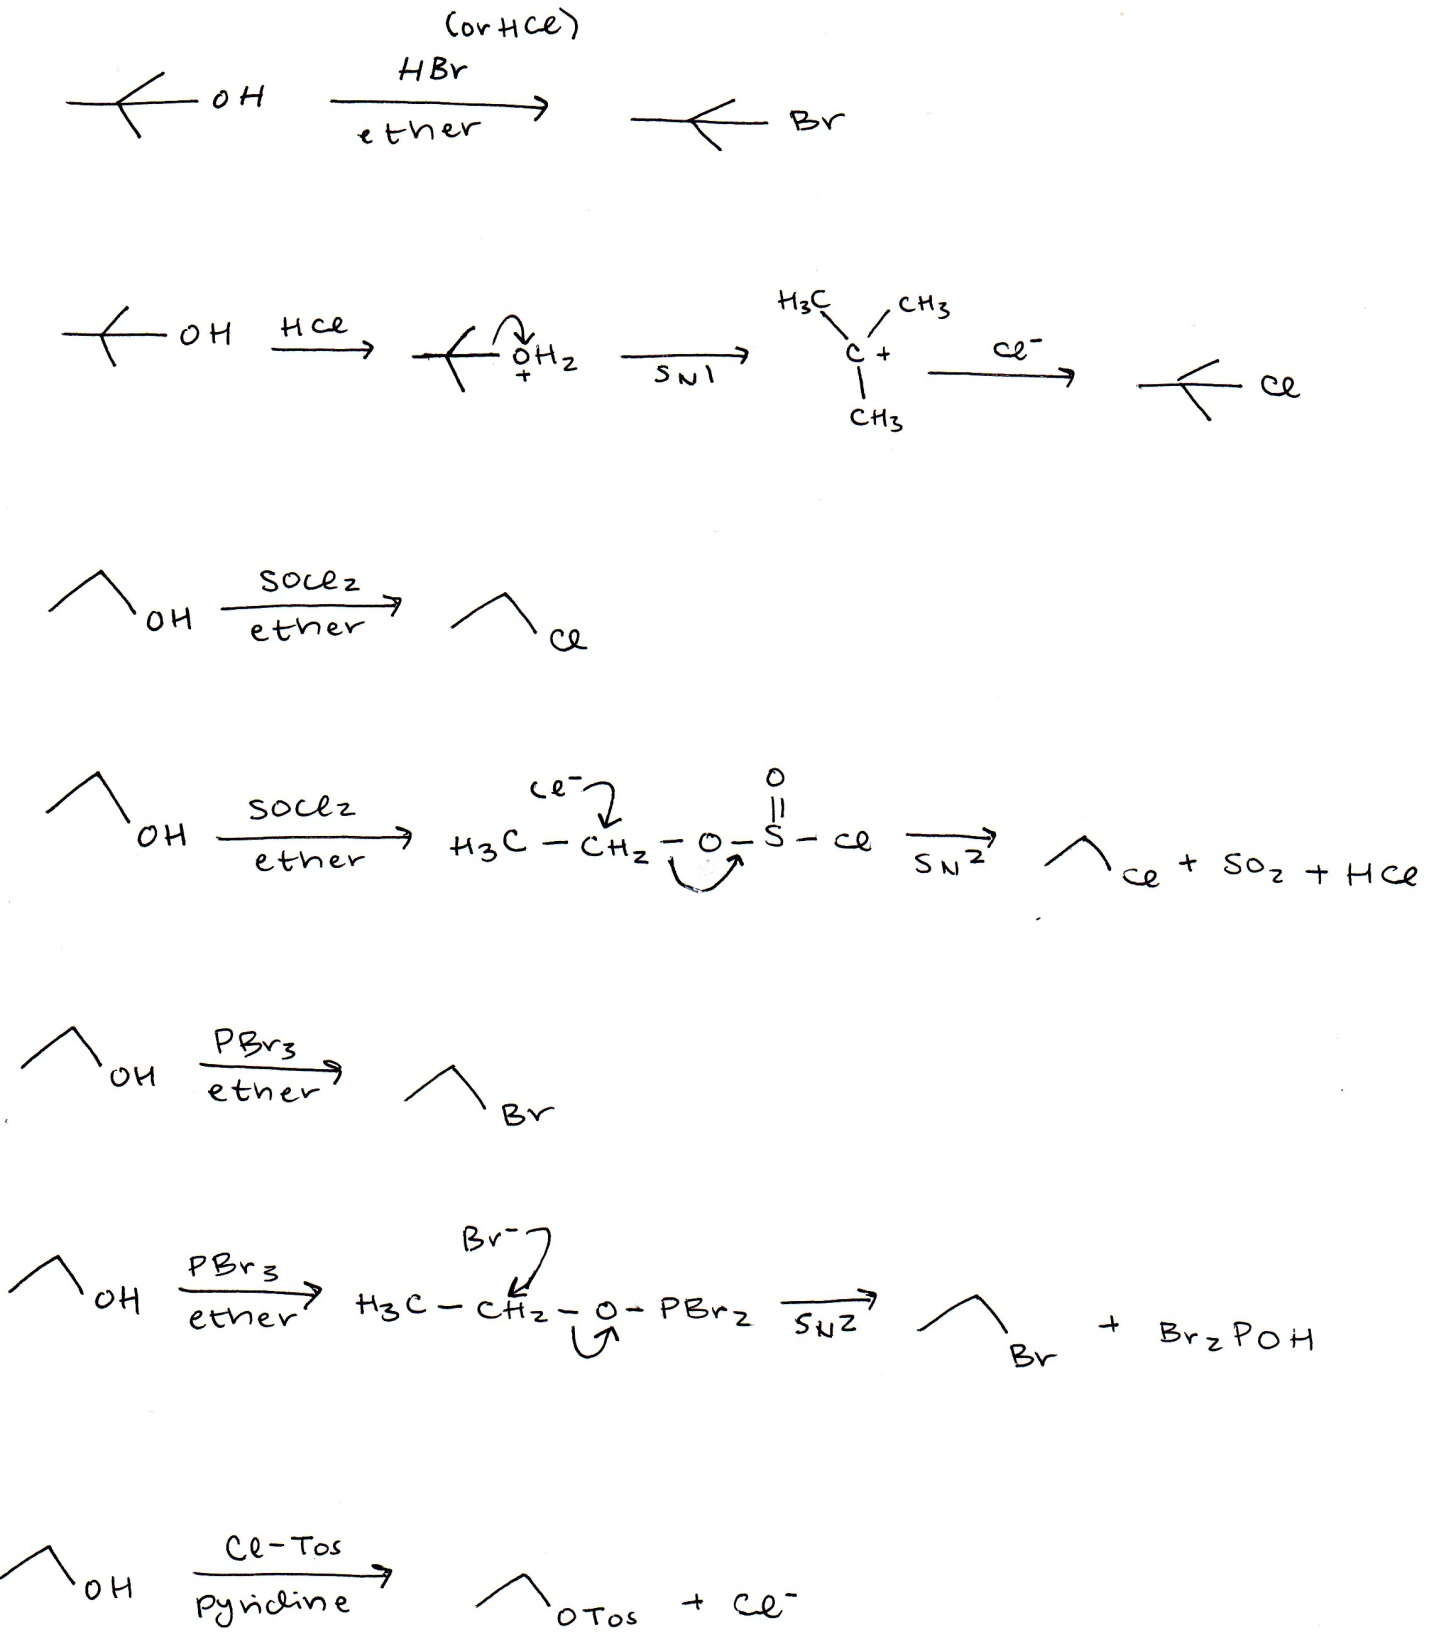 (or HCl)
HBr
OH ether Br
OH HCl OH2 + SN1 H3C CH3 C + CH3 Cl- Cl
OH SOCl2 ether Cl
OH SOCl2 ether Cl- H3C - CH2 - O - S - Cl O SN2 Cl + SO2 + HCl
OH PBr3 ether Br
OH PBr3 ether Br- H3C - CH2 - O - PBr2 SN2 Br + Br2POH
OH Cl-Tos pyridine OTos + Cl-